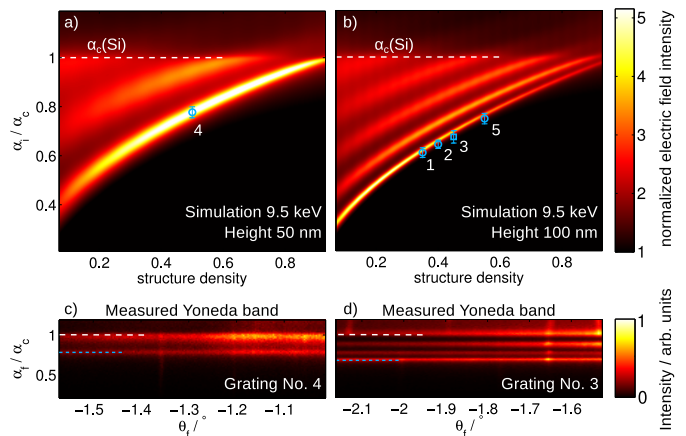 a)
α_c(Si)
α_i / α_c
1
0.8
0.6
0.4
4
Simulation 9.5 keV
Height 50 nm
0.2 0.4 0.6 0.8
structure density
b)
α_c(Si)
1 2 3 5
Simulation 9.5 keV
Height 100 nm
0.2 0.4 0.6 0.8
structure density
5
4
3
2
1
normalized electric field intensity
c) Measured Yoneda band
α_f / α_c
1
0.5
Grating No. 4
-1.5 -1.4 -1.3 -1.2 -1.1
θ_f / °
d) Measured Yoneda band
Grating No. 3
-2.1 -2 -1.9 -1.8 -1.7 -1.6
θ_f / °
1
0
Intensity / arb. units